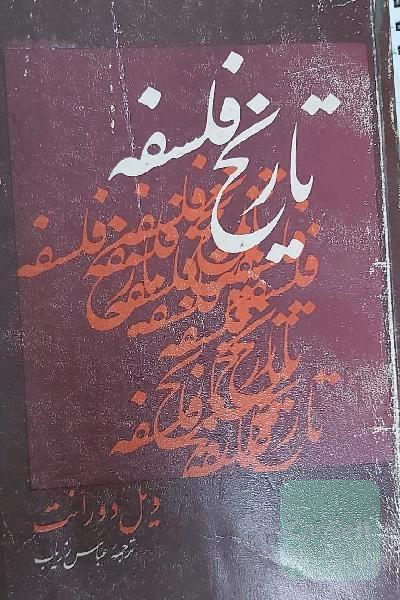 تاریخ فلسفه
ویل دورانت
ترجمه عباس زریاب